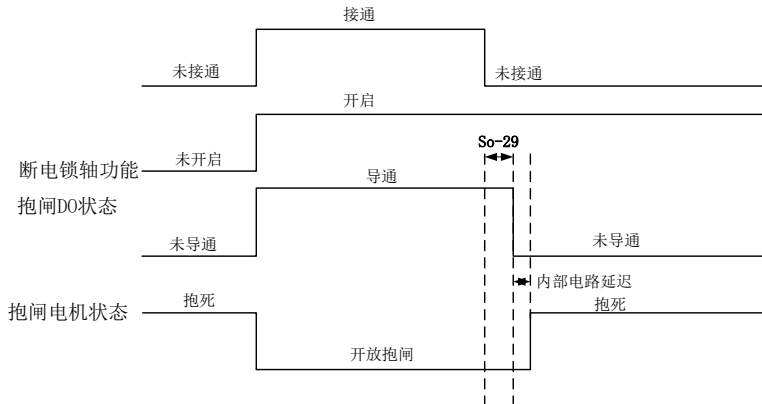 接通
未接通
未接通
开启
断电锁轴功能
未开启
So-29
抱闸DO状态
导通
未导通
未导通
内部电路延迟
抱闸电机状态
抱死
抱死
开放抱闸